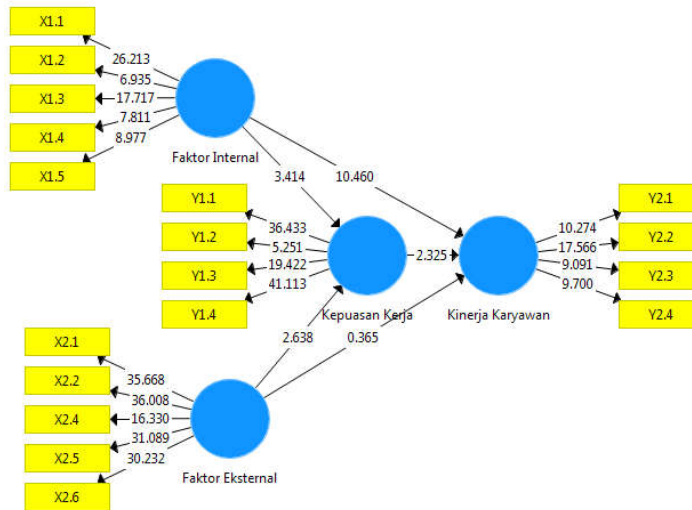 X1.1
X1.2
X1.3
X1.4
X1.5
26.213
6.935
17.717
7.811
8.977
Faktor Internal
3.414
10.460
Y1.1
Y1.2
Y1.3
Y1.4
36.433
5.251
19.422
41.113
Kepuasan Kerja
2.325
Kinerja Karyawan
10.274
17.566
9.091
9.700
Y2.1
Y2.2
Y2.3
Y2.4
2.638
0.365
X2.1
X2.2
X2.4
X2.5
X2.6
35.668
36.008
16.330
31.089
30.232
Faktor Eksternal